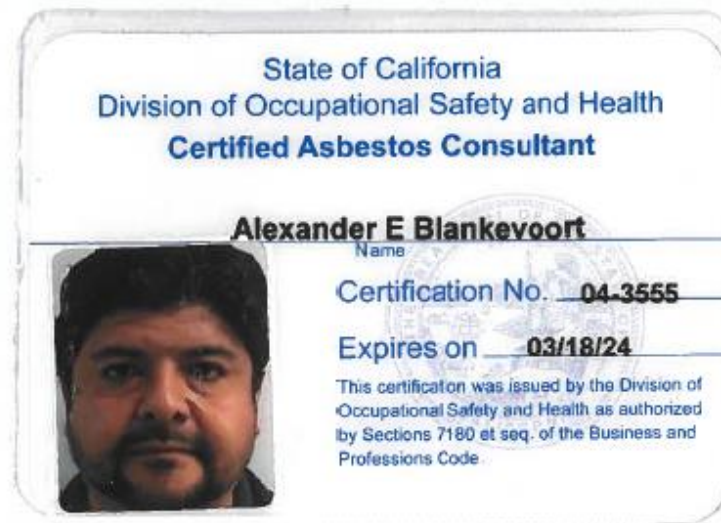 State of California
Division of Occupational Safety and Health
Certified Asbestos Consultant
Alexander E Blankevoort
Name
Certification No. 04-3555
Expires on 03/18/24
This certification was issued by the Division of
Occupational Safety and Health as authorized
by Sections 7180 et seq. of the Business and
Professions Code